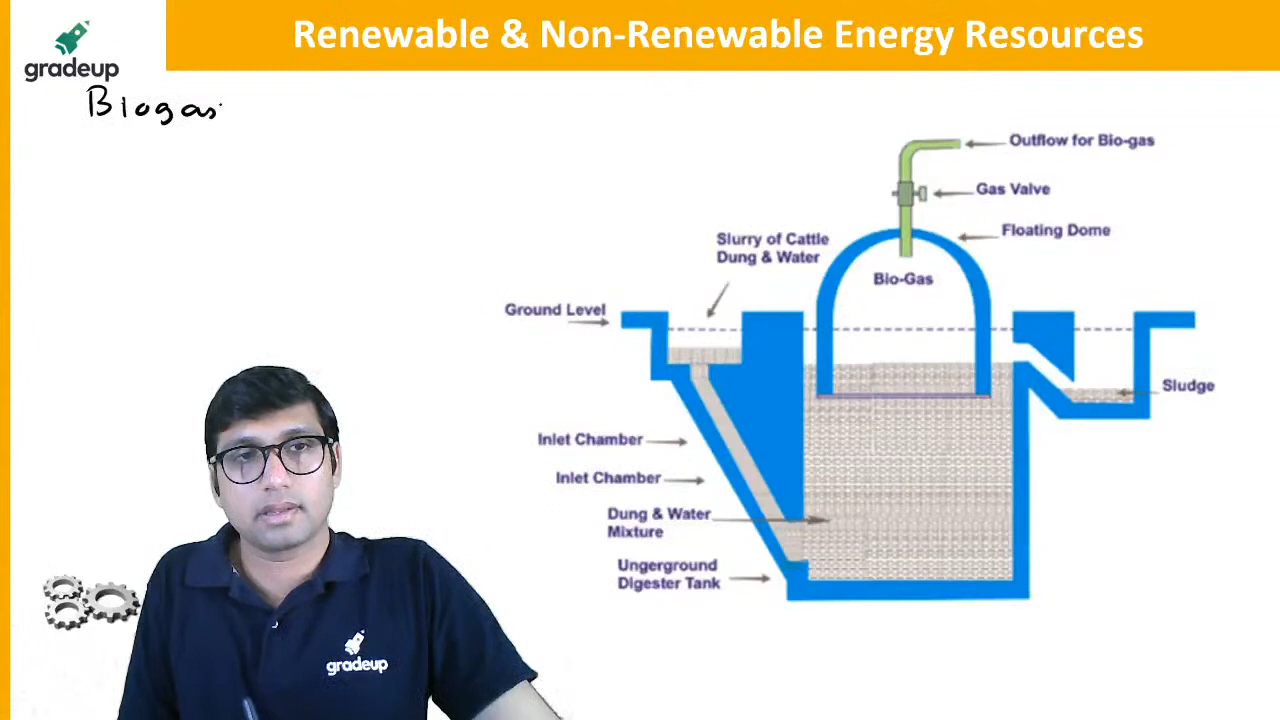 Renewable & Non-Renewable Energy Resources
gradeup
Biogas
Outflow for Bio-gas
Gas Valve
Floating Dome
Slurry of Cattle
Dung & Water
Bio-Gas
Ground Level
Sludge
Inlet Chamber
Inlet Chamber
Dung & Water
Mixture
Ungerground
Digester Tank
gradeup